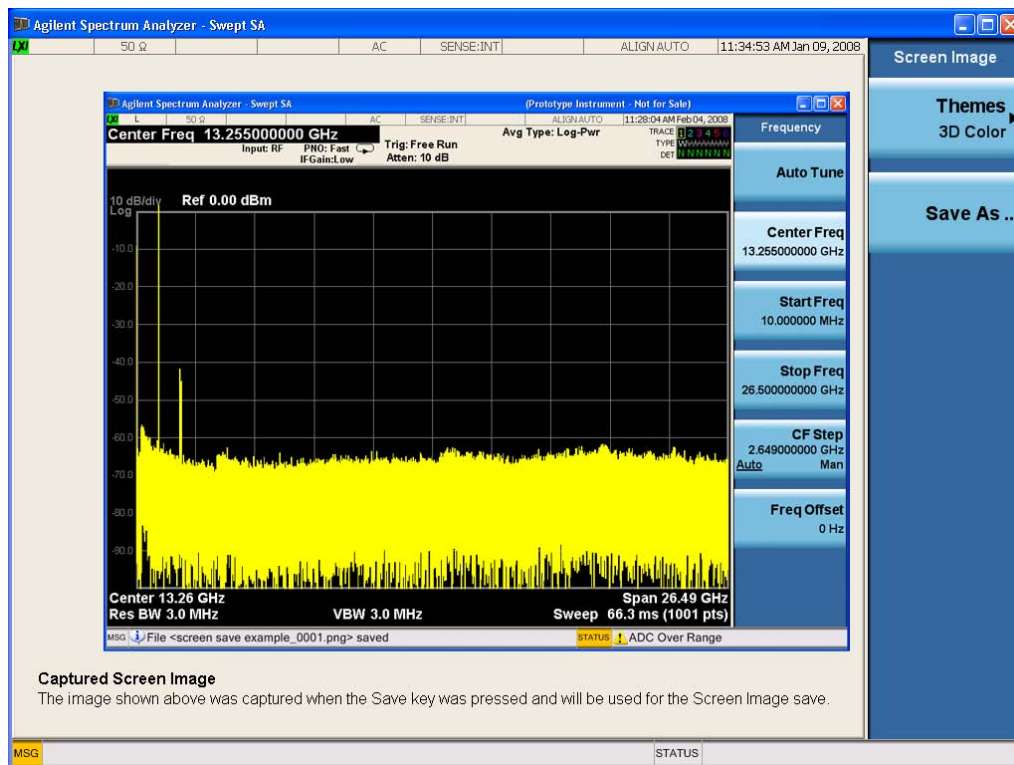 Agilent Spectrum Analyzer - Swept SA
LXI 50 Ω AC SENSE:INT ALIGN AUTO 11:34:53 AM Jan 09, 2008
Screen Image
Themes
3D Color
Save As ..
Agilent Spectrum Analyzer - Swept SA (Prototype Instrument - Not for Sale)
LXI L 50 Ω AC SENSE:INT ALIGN AUTO 11:28:04 AM Feb 04, 2008
Center Freq 13.255000000 GHz
Input: RF PNO: Fast
IFGain:Low
Trig: Free Run
Atten: 10 dB
Avg Type: Log-Pwr
TRACE 1 2 3 4 5 6
TYPE
DET N N N N N N
10 dB/div Ref 0.00 dBm
Log
-10.0
-20.0
-30.0
-40.0
-50.0
-60.0
-70.0
-80.0
-90.0
Center 13.26 GHz Span 26.49 GHz
Res BW 3.0 MHz VBW 3.0 MHz Sweep 66.3 ms (1001 pts)
Frequency
Auto Tune
Center Freq
13.255000000 GHz
Start Freq
10.000000 MHz
Stop Freq
26.500000000 GHz
CF Step
2.649000000 GHz
Auto Man
Freq Offset
0 Hz
MSG File <screen save example_0001.png> saved STATUS ADC Over Range
Captured Screen Image
The image shown above was captured when the Save key was pressed and will be used for the Screen Image save.
MSG STATUS